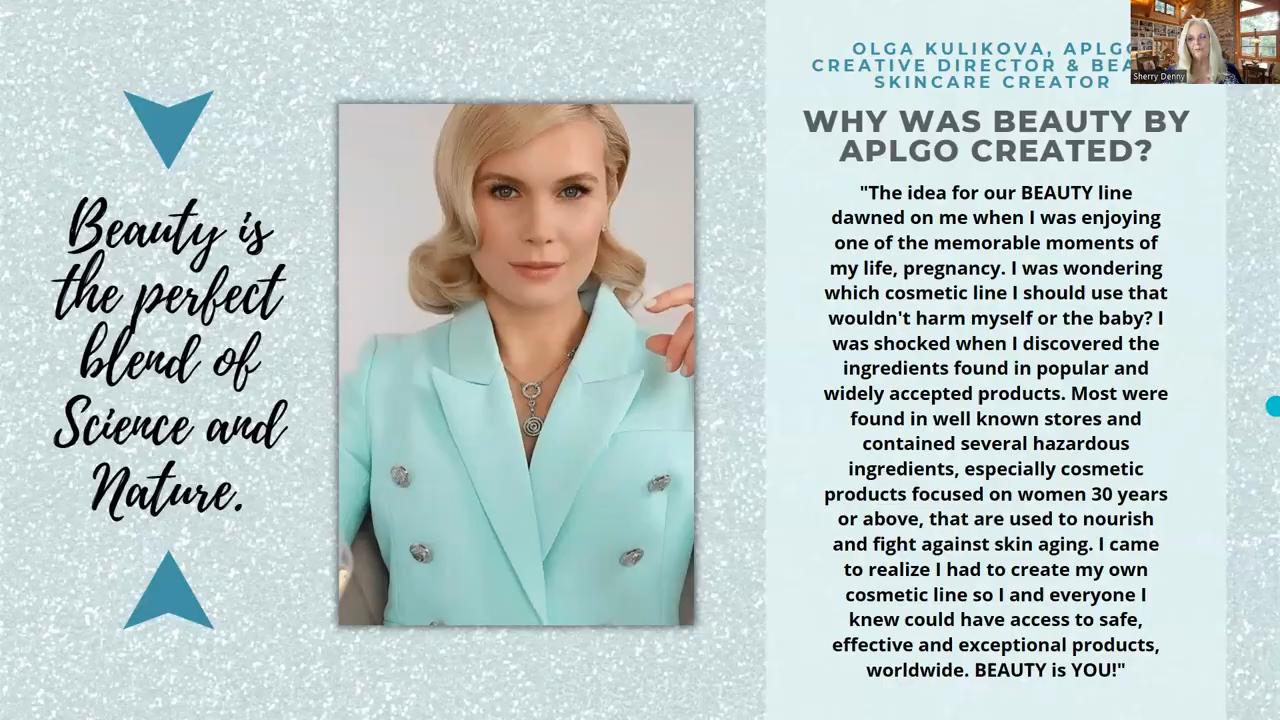 Beauty is
the perfect
blend of
Science and
Nature.
OLGA KULIKOVA, APLGO
CREATIVE DIRECTOR &
SKINCARE CREATOR
WHY WAS BEAUTY BY
APLGO CREATED?
"The idea for our BEAUTY line
dawned on me when I was enjoying
one of the memorable moments of
my life, pregnancy. I was wondering
which cosmetic line I should use that
wouldn't harm myself or the baby? I
was shocked when I discovered the
ingredients found in popular and
widely accepted products. Most were
found in well known stores and
contained several hazardous
ingredients, especially cosmetic
products focused on women 30 years
or above, that are used to nourish
and fight against skin aging. I came
to realize I had to create my own
cosmetic line so I and everyone I
knew could have access to safe,
effective and exceptional products,
worldwide. BEAUTY is YOU!"
Sherry Denny